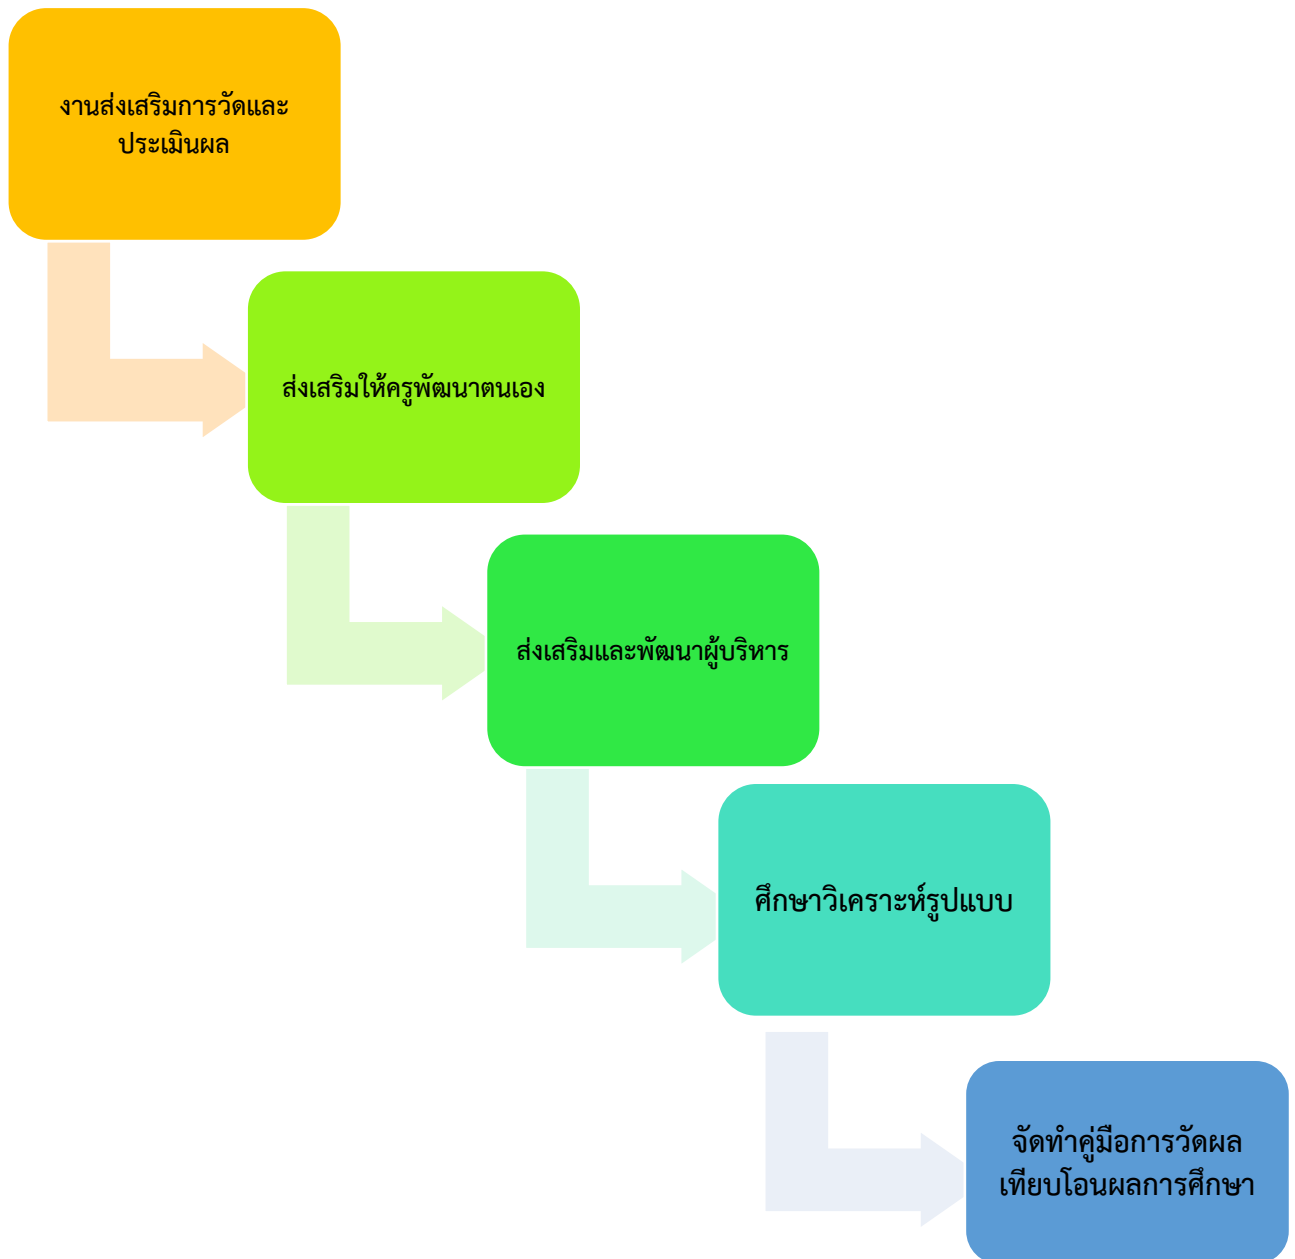 งานส่งเสริมการวัดและ
ประเมินผล
ส่งเสริมให้ครูพัฒนาตนเอง
ส่งเสริมและพัฒนาผู้บริหาร
ศึกษาวิเคราะห์รูปแบบ
จัดทำคู่มือการวัดผล
เทียบโอนผลการศึกษา